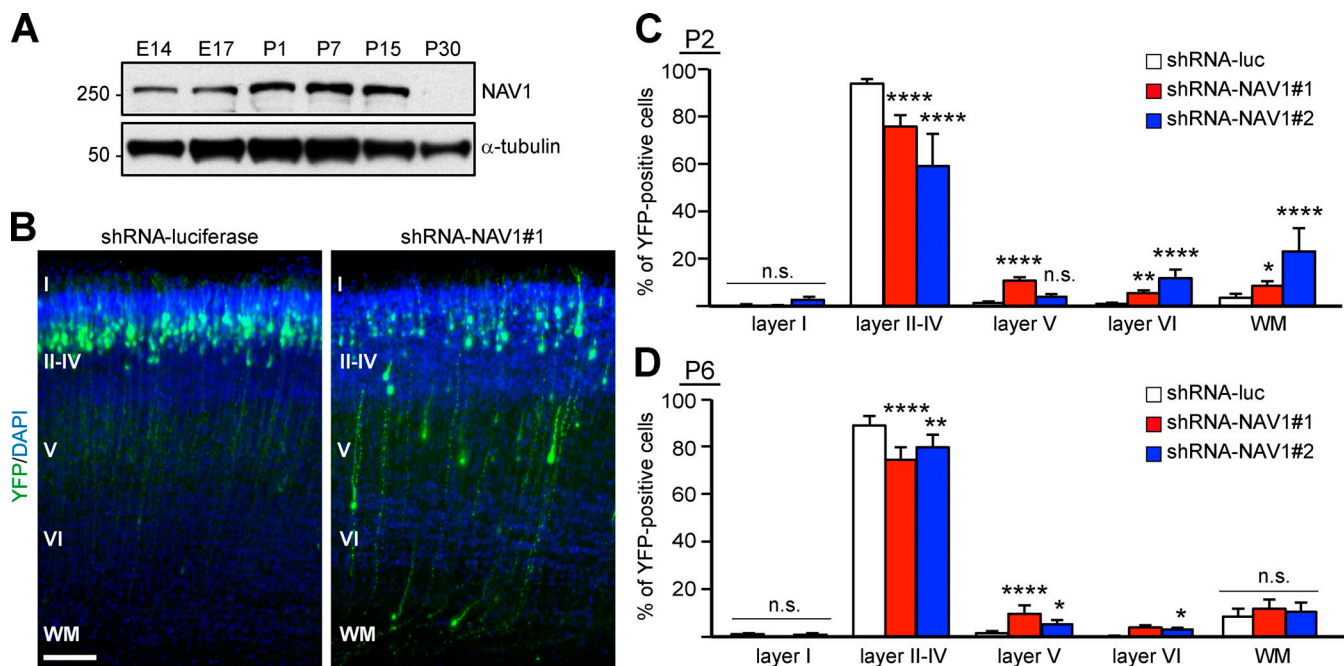 A
E14 E17 P1 P7 P15 P30
250
NAV1
50
α-tubulin
B
shRNA-luciferase
shRNA-NAV1#1
YFP/DAPI
I
II-IV
V
VI
WM
I
II-IV
V
VI
WM
C
P2
% of YFP-positive cells
100
80
60
40
20
shRNA-luc
shRNA-NAV1#1
shRNA-NAV1#2
n.s.
****
****
****
n.s.
**
****
*
****
layer I
layer II-IV
layer V
layer VI
WM
D
P6
% of YFP-positive cells
100
80
60
40
20
shRNA-luc
shRNA-NAV1#1
shRNA-NAV1#2
n.s.
****
**
****
*
*
n.s.
layer I
layer II-IV
layer V
layer VI
WM